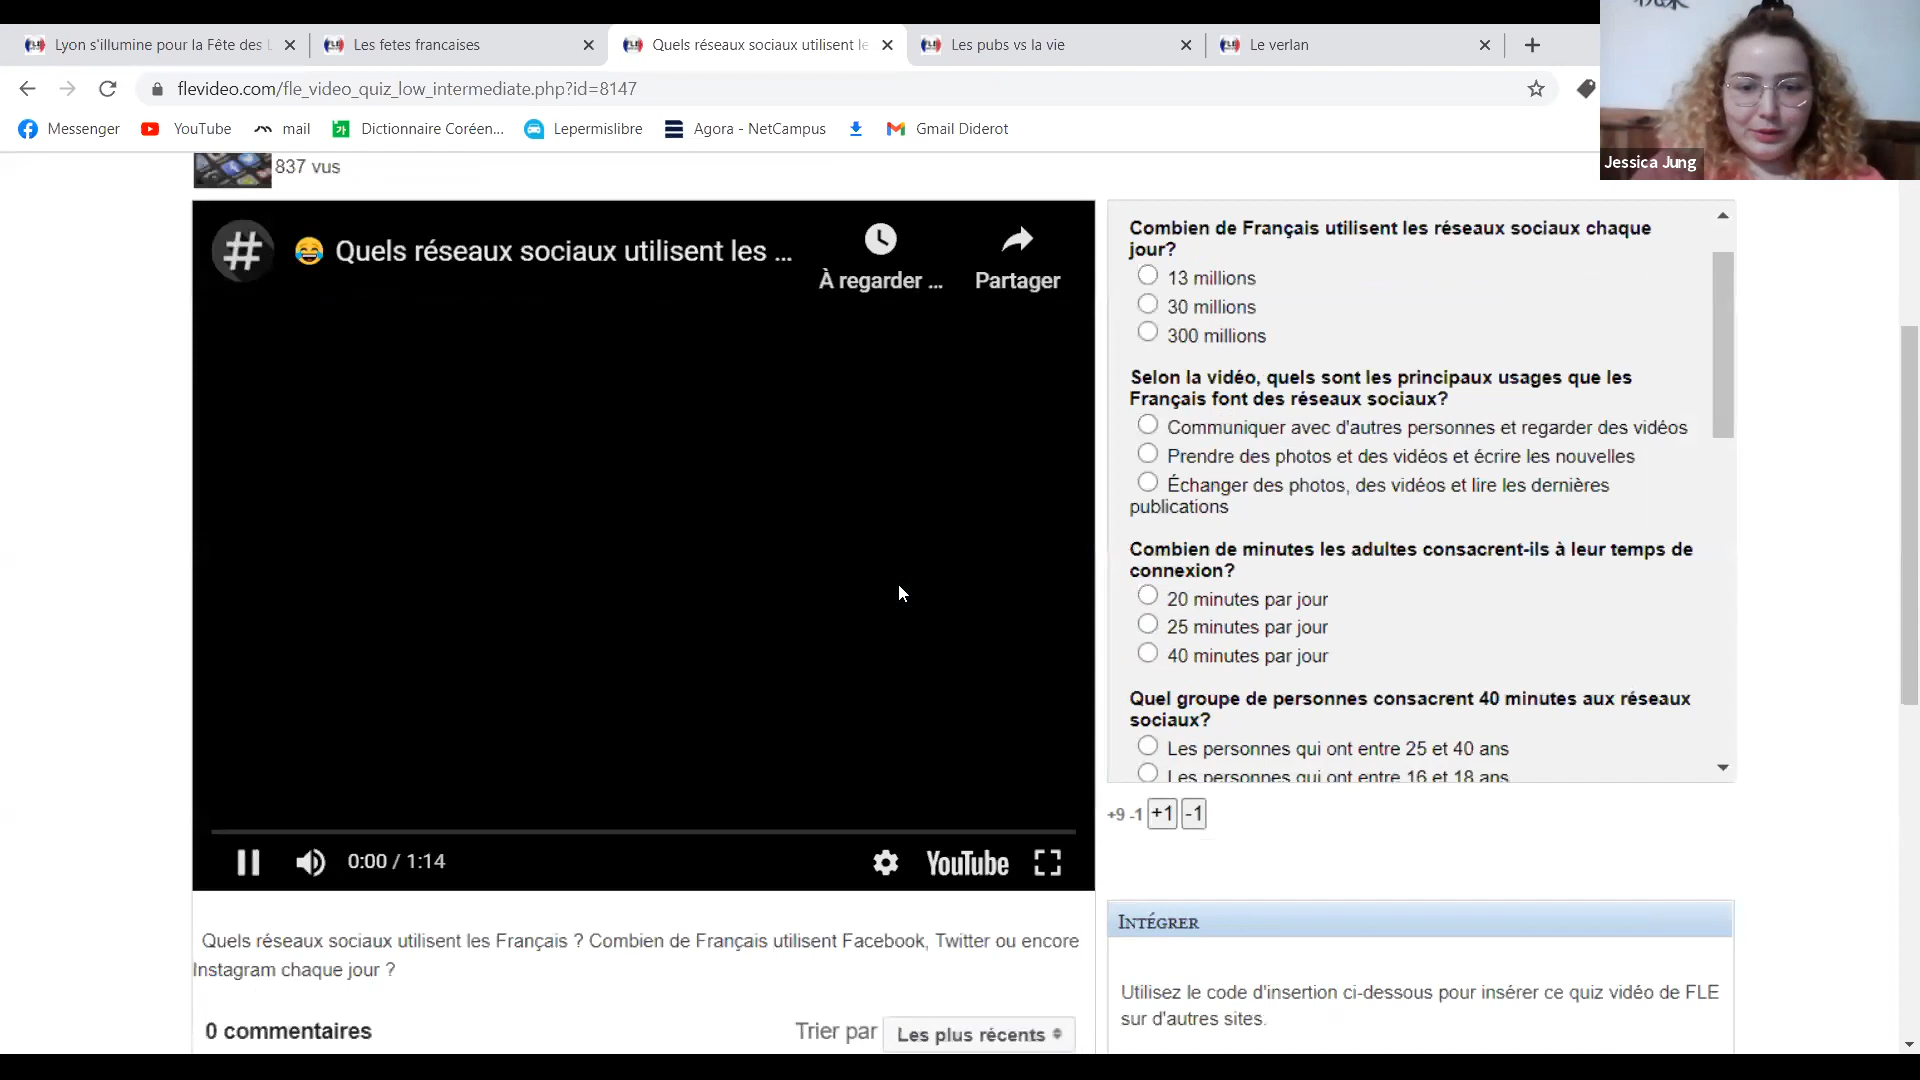 Lyon s'illumine pour la Fête des L
Les fetes francaises
Quels réseaux sociaux utilisent le
Les pubs vs la vie
Le verlan
flevideo.com/fle_video_quiz_low_intermediate.php?id=8147
Messenger
YouTube
mail
Dictionnaire Coréen...
Lepermislibre
Agora - NetCampus
Gmail Diderot
Jessica Jung
837 vus
# 😂 Quels réseaux sociaux utilisent les ...
À regarder ...
Partager
0:00 / 1:14
YouTube
Quels réseaux sociaux utilisent les Français ? Combien de Français utilisent Facebook, Twitter ou encore
Instagram chaque jour ?
0 commentaires
Trier par
Les plus récents
Combien de Français utilisent les réseaux sociaux chaque
jour?
13 millions
30 millions
300 millions
Selon la vidéo, quels sont les principaux usages que les
Français font des réseaux sociaux?
Communiquer avec d'autres personnes et regarder des vidéos
Prendre des photos et des vidéos et écrire les nouvelles
Échanger des photos, des vidéos et lire les dernières
publications
Combien de minutes les adultes consacrent-ils à leur temps de
connexion?
20 minutes par jour
25 minutes par jour
40 minutes par jour
Quel groupe de personnes consacrent 40 minutes aux réseaux
sociaux?
Les personnes qui ont entre 25 et 40 ans
Les personnes qui ont entre 16 et 18 ans
+9 -1 +1 -1
Intégrer
Utilisez le code d'insertion ci-dessous pour insérer ce quiz vidéo de FLE
sur d'autres sites.